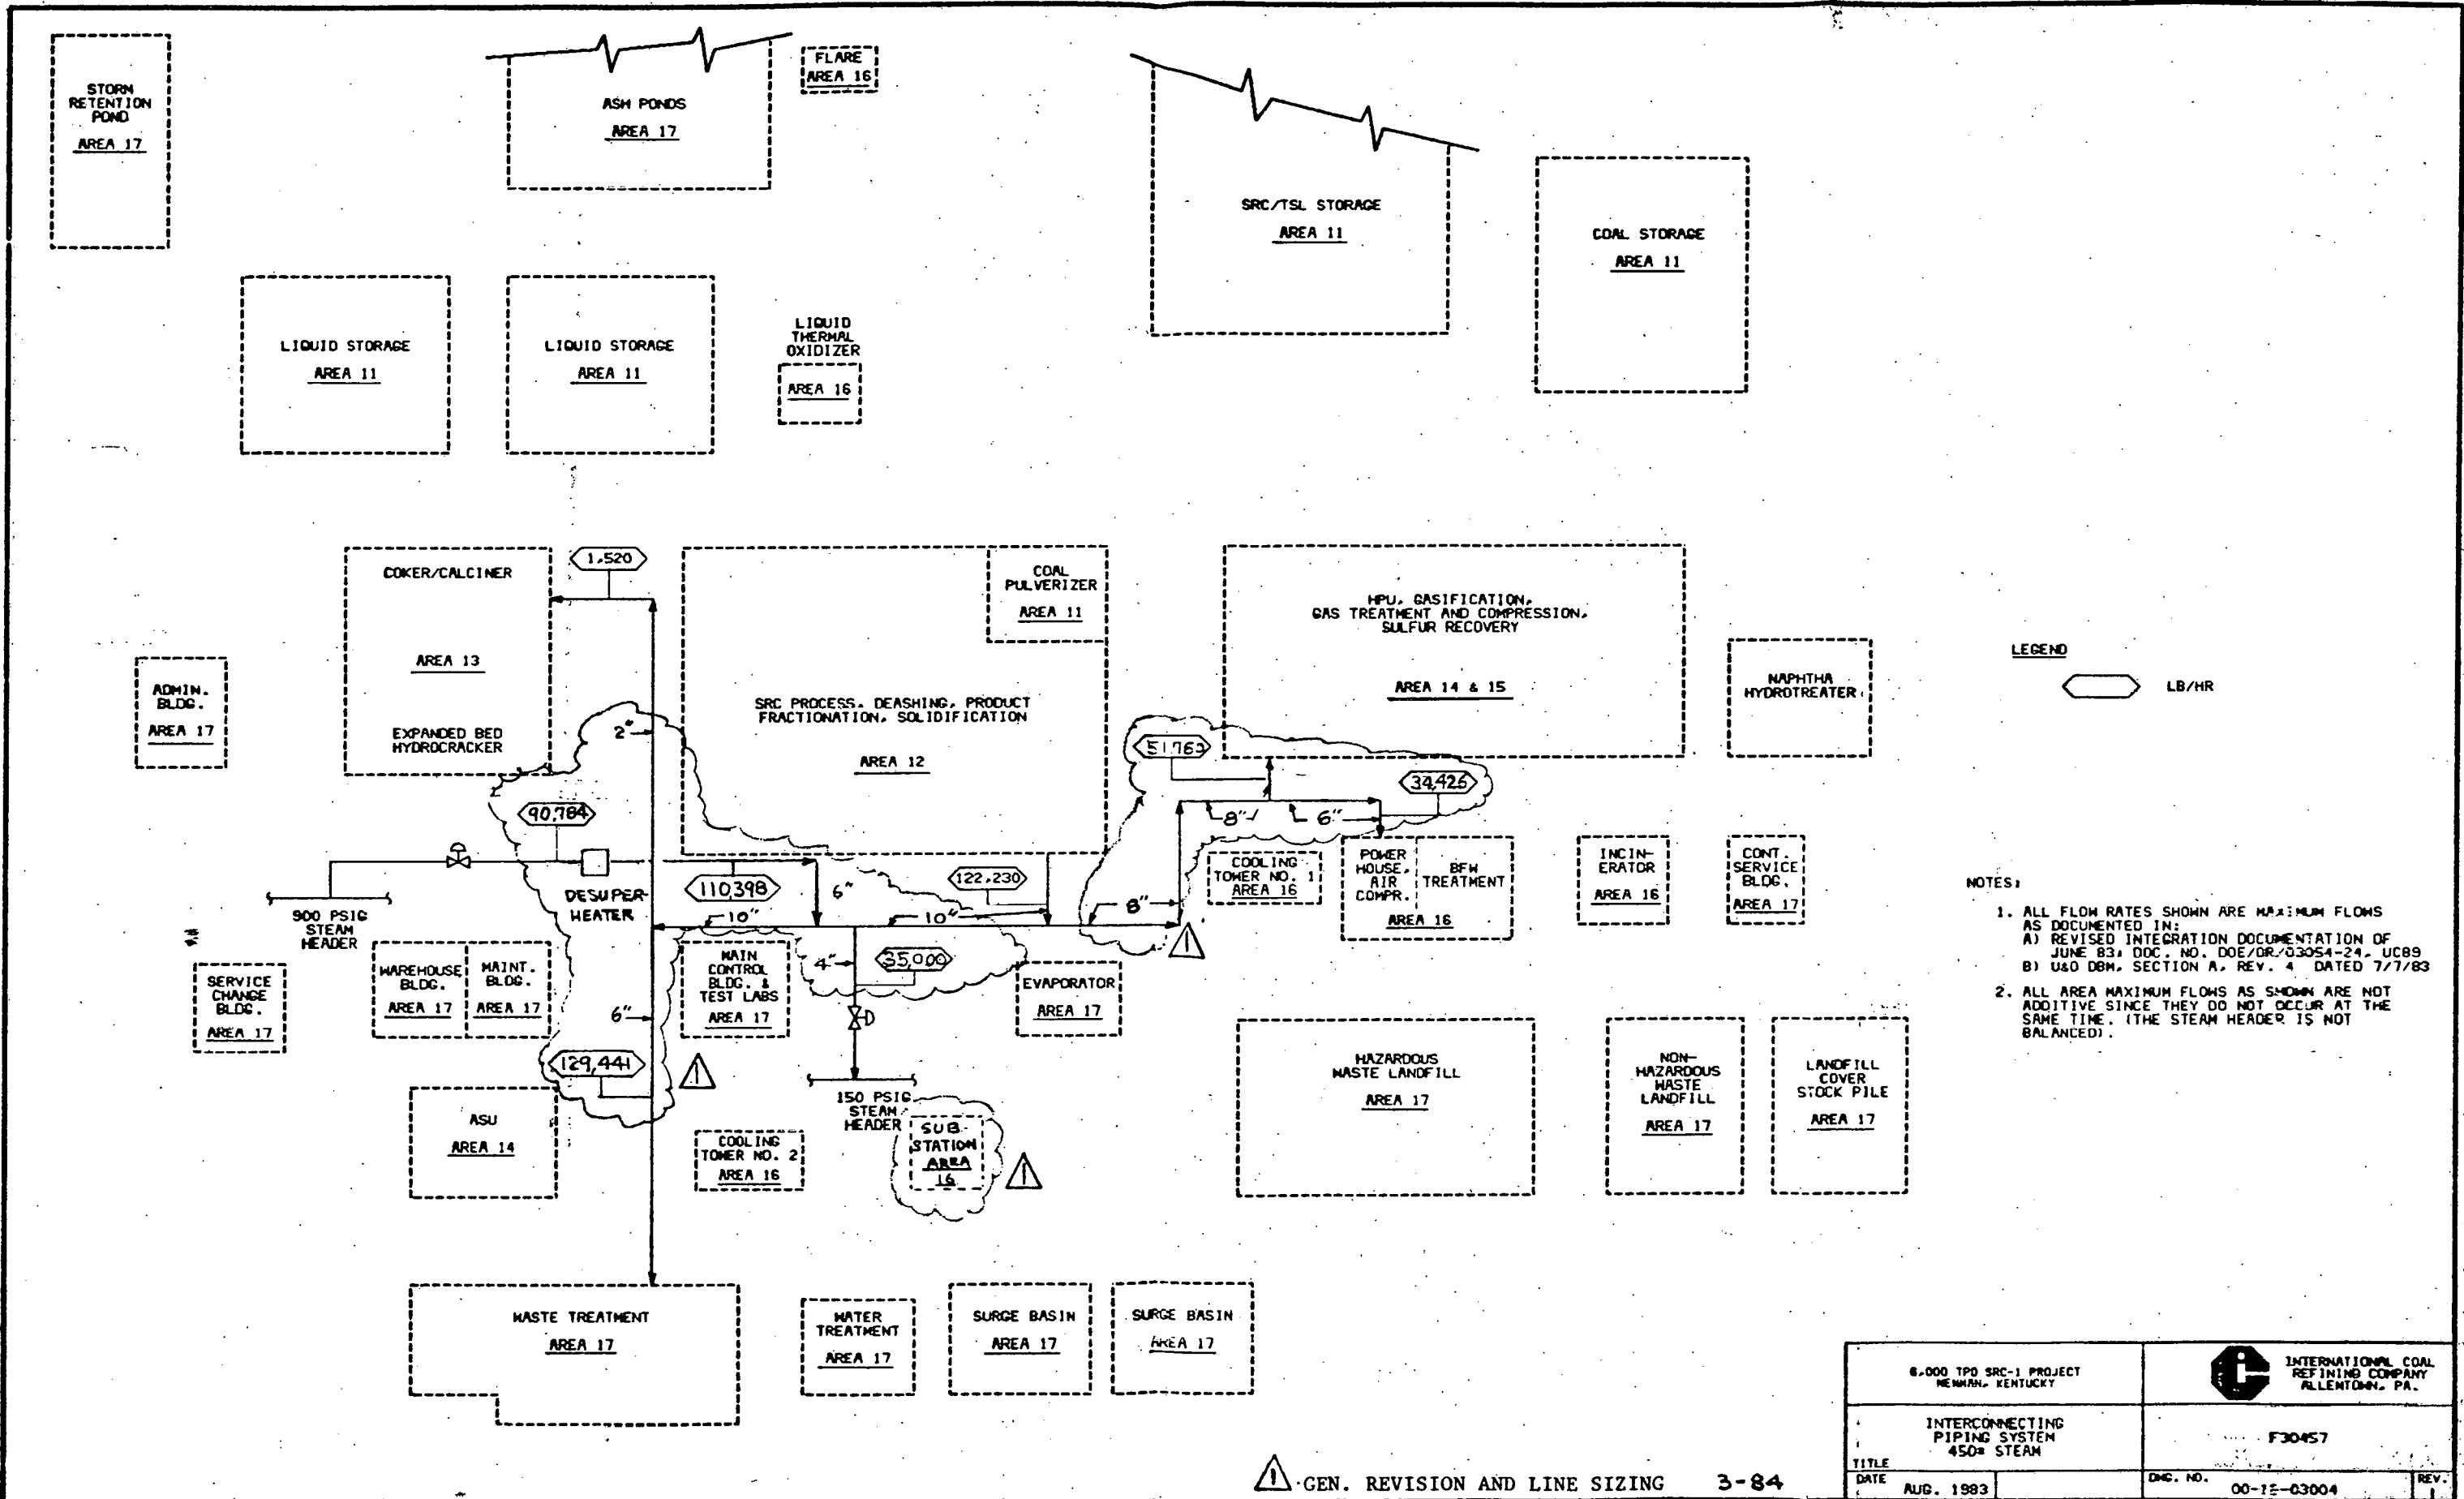 STORM
RETENTION
POND
AREA 17
ASH PONDS
AREA 17
FLARE
AREA 16
SRC/TSL STORAGE
AREA 11
COAL STORAGE
AREA 11
LIQUID STORAGE
AREA 11
LIQUID STORAGE
AREA 11
LIQUID
THERMAL
OXIDIZER
AREA 16
COKER/CALCINER
AREA 13
EXPANDED BED
HYDROCRACKER
1,520
COAL
PULVERIZER
AREA 11
SRC PROCESS, DEASHING, PRODUCT
FRACTIONATION, SOLIDIFICATION
AREA 12
HPU, GASIFICATION,
GAS TREATMENT AND COMPRESSION,
SULFUR RECOVERY
AREA 14 & 15
NAPHTHA
HYDROTREATER
LEGEND
LB/HR
ADMIN.
BLDG.
AREA 17
2"
90,784
DESUPER-
HEATER
900 PSIG
STEAM
HEADER
110,398
6"
10"
10"
122,230
8"
51,762
8"
6"
34,426
COOLING
TOWER NO. 1
AREA 16
POWER
HOUSE,
AIR
COMPR.
BFW
TREATMENT
AREA 16
INCIN-
ERATOR
AREA 16
CONT.
SERVICE
BLDG.
AREA 17
NOTES:
1. ALL FLOW RATES SHOWN ARE MAXIMUM FLOWS
AS DOCUMENTED IN:
A) REVISED INTEGRATION DOCUMENTATION OF
JUNE 83, DOC. NO. DOE/OR/03054-24, UC89
B) U&O DBM, SECTION A, REV. 4 DATED 7/7/83
2. ALL AREA MAXIMUM FLOWS AS SHOWN ARE NOT
ADDITIVE SINCE THEY DO NOT OCCUR AT THE
SAME TIME. (THE STEAM HEADER IS NOT
BALANCED).
SERVICE
CHANGE
BLDG.
AREA 17
WAREHOUSE
BLDG.
AREA 17
MAINT.
BLDG.
AREA 17
6"
129,441
1
MAIN
CONTROL
BLDG. &
TEST LABS
AREA 17
4"
35,000
150 PSIG
STEAM
HEADER
EVAPORATOR
AREA 17
1
ASU
AREA 14
COOLING
TOWER NO. 2
AREA 16
SUB-
STATION
AREA
16
1
HAZARDOUS
WASTE LANDFILL
AREA 17
NON-
HAZARDOUS
WASTE
LANDFILL
AREA 17
LANDFILL
COVER
STOCK PILE
AREA 17
WASTE TREATMENT
AREA 17
WATER
TREATMENT
AREA 17
SURGE BASIN
AREA 17
SURGE BASIN
AREA 17
1 GEN. REVISION AND LINE SIZING 3-84
6,000 TPD SRC-1 PROJECT
NEWMAN, KENTUCKY
INTERNATIONAL COAL
REFINING COMPANY
ALLENTOWN, PA.
INTERCONNECTING
PIPING SYSTEM
450# STEAM
TITLE
F30457
DATE
AUG. 1983
DWG. NO.
00-15-03004
REV.
1